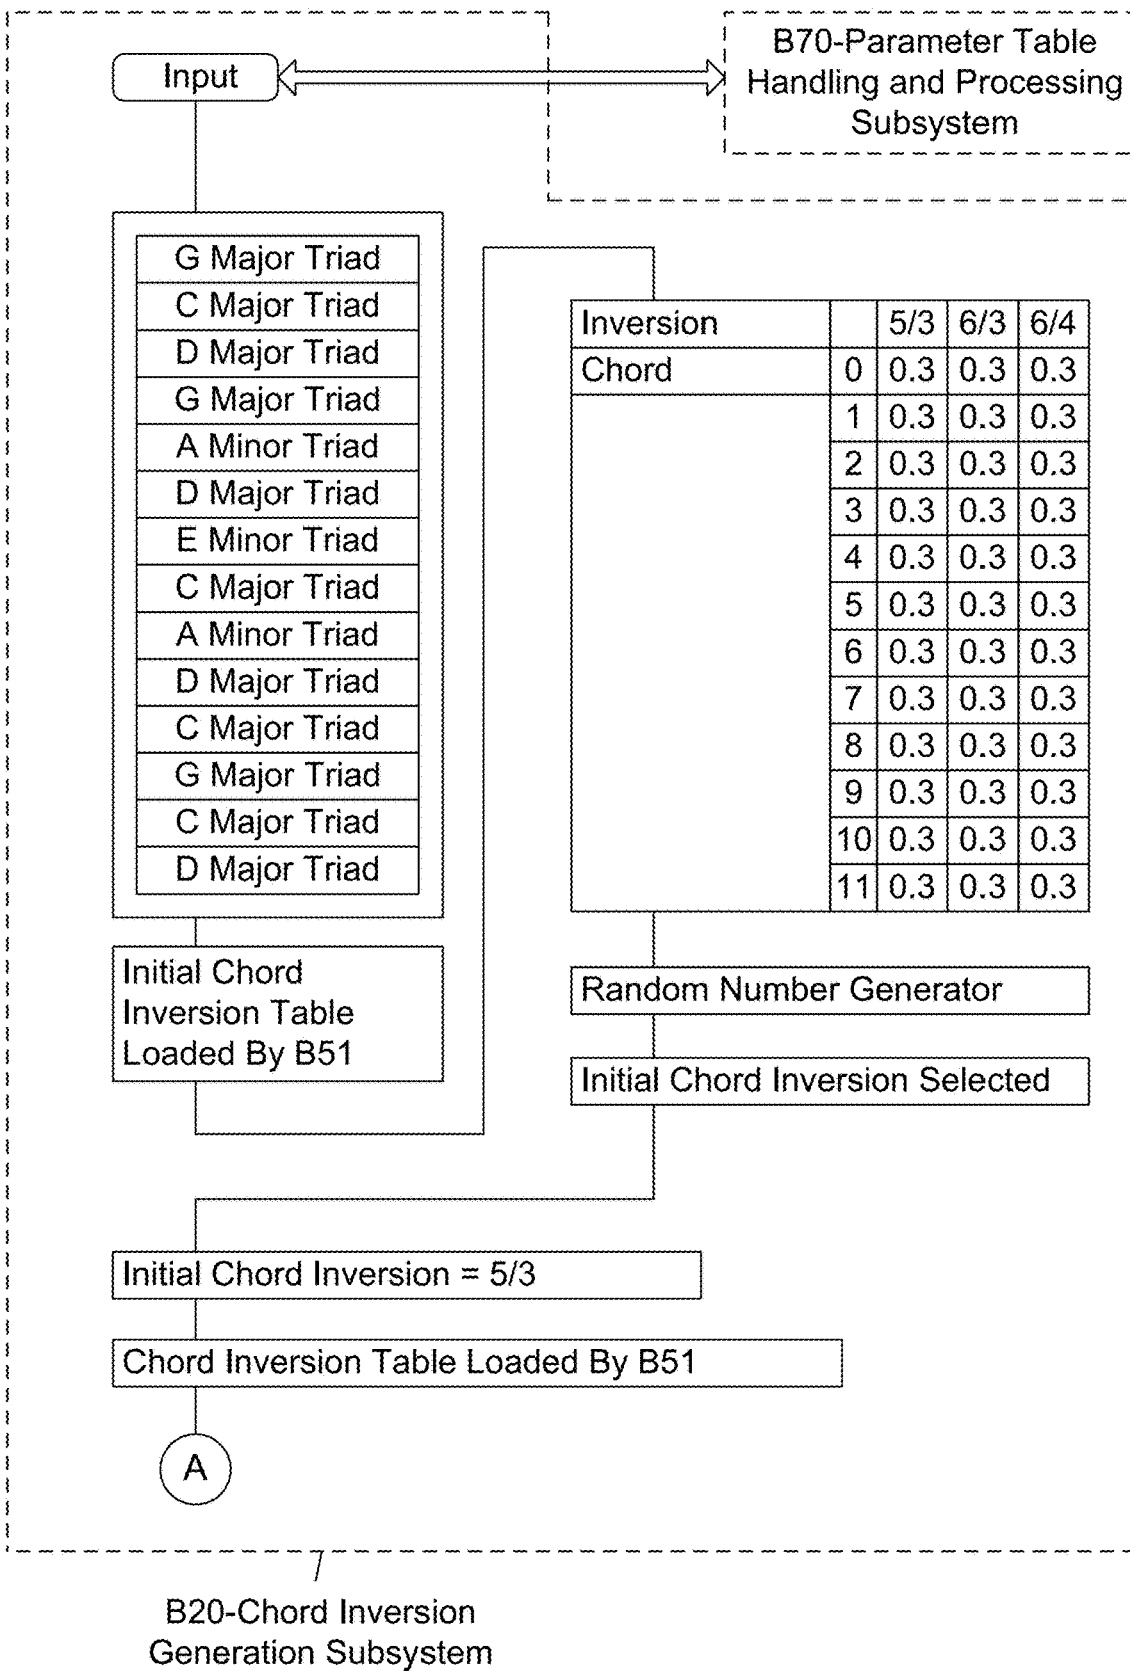 Input
B70-Parameter Table
Handling and Processing
Subsystem
G Major Triad
C Major Triad
D Major Triad
G Major Triad
A Minor Triad
D Major Triad
E Minor Triad
C Major Triad
A Minor Triad
D Major Triad
C Major Triad
G Major Triad
C Major Triad
D Major Triad
Initial Chord
Inversion Table
Loaded By B51
Inversion 5/3 6/3 6/4
Chord 0 0.3 0.3 0.3
1 0.3 0.3 0.3
2 0.3 0.3 0.3
3 0.3 0.3 0.3
4 0.3 0.3 0.3
5 0.3 0.3 0.3
6 0.3 0.3 0.3
7 0.3 0.3 0.3
8 0.3 0.3 0.3
9 0.3 0.3 0.3
10 0.3 0.3 0.3
11 0.3 0.3 0.3
Random Number Generator
Initial Chord Inversion Selected
Initial Chord Inversion = 5/3
Chord Inversion Table Loaded By B51
A
B20-Chord Inversion
Generation Subsystem